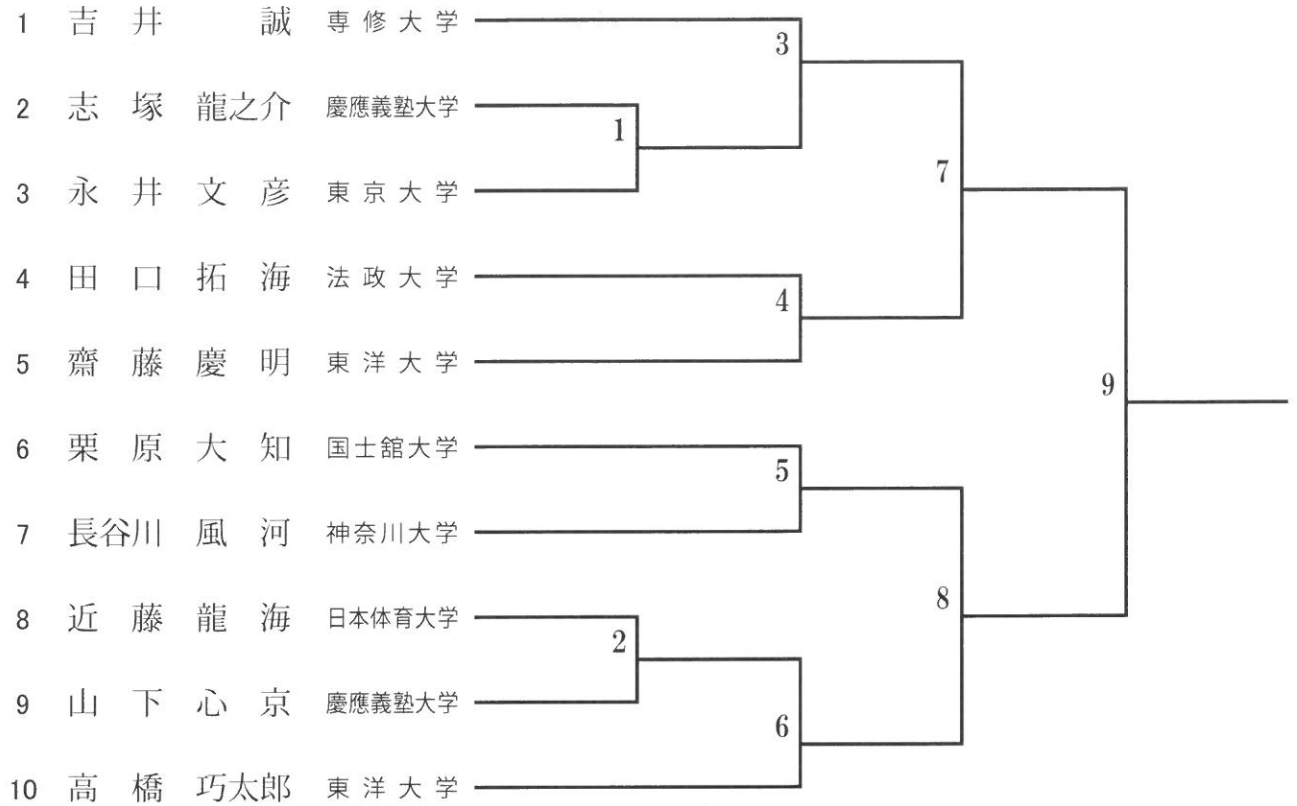 1 吉井 誠 専修大学
3
2 志塚 龍之介 慶應義塾大学
1
3 永井文彦 東京大学
7
4 田口拓海 法政大学
4
5 齋藤慶明 東洋大学
9
6 栗原大知 国士舘大学
5
7 長谷川 風河 神奈川大学
8
8 近藤龍海 日本体育大学
2
9 山下心京 慶應義塾大学
6
10 高橋 巧太郎 東洋大学